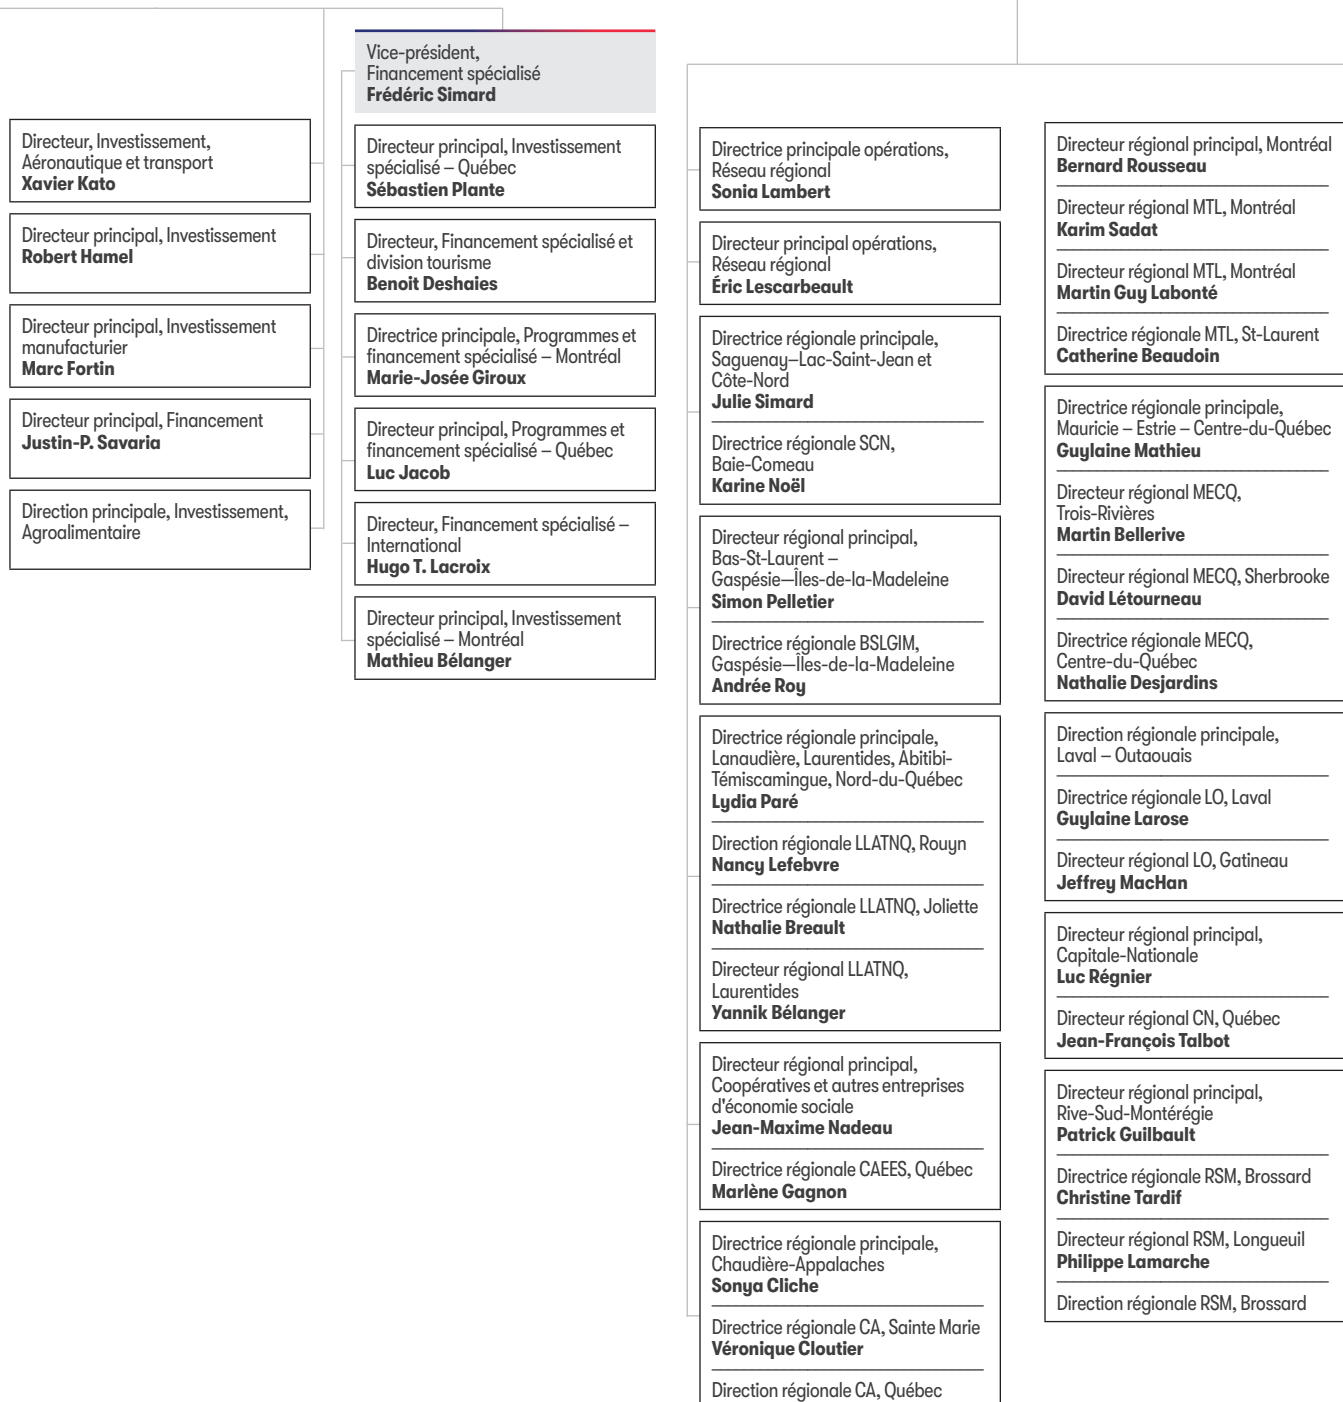 Directeur, Investissement,
Aéronautique et transport
Xavier Kato
Directeur principal, Investissement
Robert Hamel
Directeur principal, Investissement
manufacturier
Marc Fortin
Directeur principal, Financement
Justin-P. Savaria
Direction principale, Investissement,
Agroalimentaire
Vice-président,
Financement spécialisé
Frédéric Simard
Directeur principal, Investissement
spécialisé – Québec
Sébastien Plante
Directeur, Financement spécialisé et
division tourisme
Benoit Deshaies
Directrice principale, Programmes et
financement spécialisé – Montréal
Marie-Josée Giroux
Directeur principal, Programmes et
financement spécialisé – Québec
Luc Jacob
Directeur, Financement spécialisé –
International
Hugo T. Lacroix
Directeur principal, Investissement
spécialisé – Montréal
Mathieu Bélanger
Directrice principale opérations,
Réseau régional
Sonia Lambert
Directeur principal opérations,
Réseau régional
Éric Lescarbeault
Directrice régionale principale,
Saguenay–Lac-Saint-Jean et
Côte-Nord
Julie Simard
Directrice régionale SCN,
Baie-Comeau
Karine Noël
Directeur régional principal,
Bas-St-Laurent –
Gaspésie—Îles-de-la-Madeleine
Simon Pelletier
Directrice régionale BSLGIM,
Gaspésie—Îles-de-la-Madeleine
Andrée Roy
Directrice régionale principale,
Lanaudière, Laurentides, Abitibi-
Témiscamingue, Nord-du-Québec
Lydia Paré
Direction régionale LLATNQ, Rouyn
Nancy Lefebvre
Directrice régionale LLATNQ, Joliette
Nathalie Breault
Directeur régional LLATNQ,
Laurentides
Yannik Bélanger
Directeur régional principal,
Coopératives et autres entreprises
d'économie sociale
Jean-Maxime Nadeau
Directrice régionale CAEES, Québec
Marlène Gagnon
Directrice régionale principale,
Chaudière-Appalaches
Sonya Cliche
Directrice régionale CA, Sainte Marie
Véronique Cloutier
Direction régionale CA, Québec
Directeur régional principal, Montréal
Bernard Rousseau
Directeur régional MTL, Montréal
Karim Sadat
Directeur régional MTL, Montréal
Martin Guy Labonté
Directrice régionale MTL, St-Laurent
Catherine Beaudoin
Directrice régionale principale,
Mauricie – Estrie – Centre-du-Québec
Guylaine Mathieu
Directeur régional MECQ,
Trois-Rivières
Martin Bellerive
Directeur régional MECQ, Sherbrooke
David Létourneau
Directrice régionale MECQ,
Centre-du-Québec
Nathalie Desjardins
Direction régionale principale,
Laval – Outaouais
Directrice régionale LO, Laval
Guylaine Larose
Directeur régional LO, Gatineau
Jeffrey MacHan
Directeur régional principal,
Capitale-Nationale
Luc Régnier
Directeur régional CN, Québec
Jean-François Talbot
Directeur régional principal,
Rive-Sud-Montérégie
Patrick Guilbault
Directrice régionale RSM, Brossard
Christine Tardif
Directeur régional RSM, Longueuil
Philippe Lamarche
Direction régionale RSM, Brossard